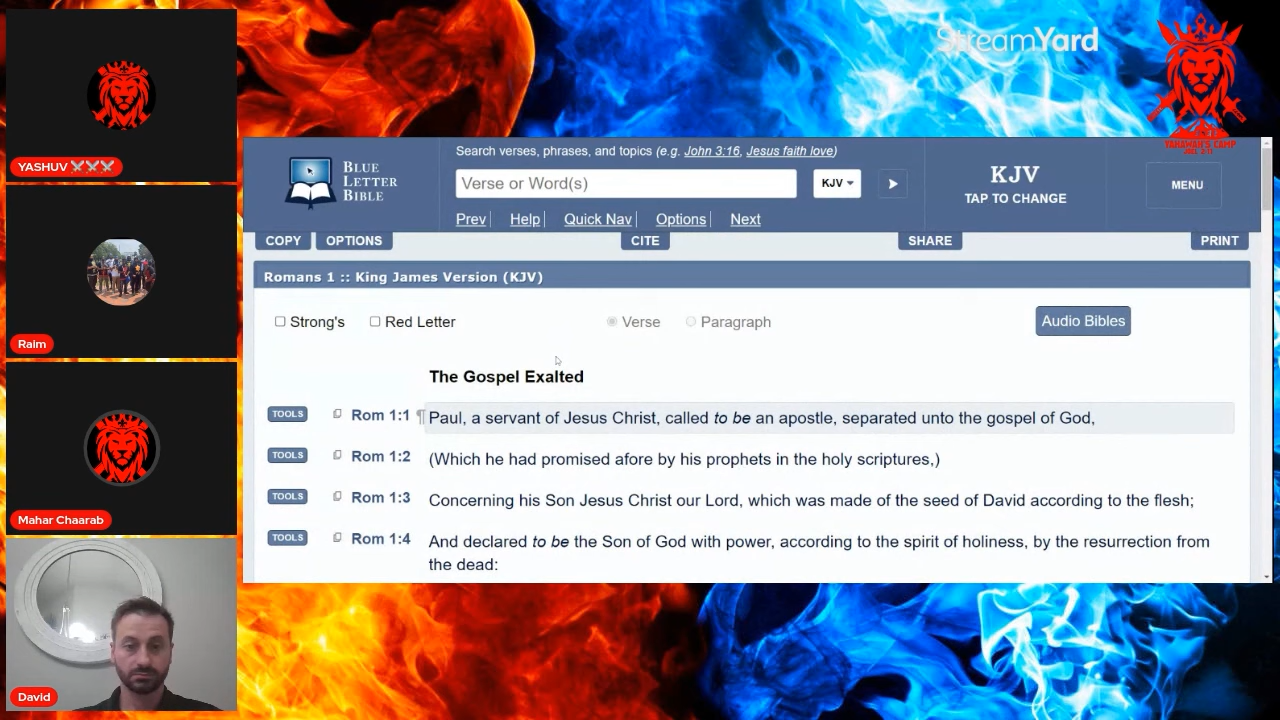 StreamYard
YAHAWAH'S CAMP
YASHUV
Raim
Mahar Chaarab
David
BLUE
LETTER
BIBLE
Search verses, phrases, and topics (e.g. John 3:16, Jesus faith love)
Verse or Word(s)
KJV
Prev Help Quick Nav Options Next
KJV
TAP TO CHANGE
MENU
COPY OPTIONS CITE SHARE PRINT
Romans 1 :: King James Version (KJV)
Strong's Red Letter Verse Paragraph Audio Bibles
The Gospel Exalted
TOOLS Rom 1:1 ¶ Paul, a servant of Jesus Christ, called to be an apostle, separated unto the gospel of God,
TOOLS Rom 1:2 (Which he had promised afore by his prophets in the holy scriptures,)
TOOLS Rom 1:3 Concerning his Son Jesus Christ our Lord, which was made of the seed of David according to the flesh;
TOOLS Rom 1:4 And declared to be the Son of God with power, according to the spirit of holiness, by the resurrection from
the dead: